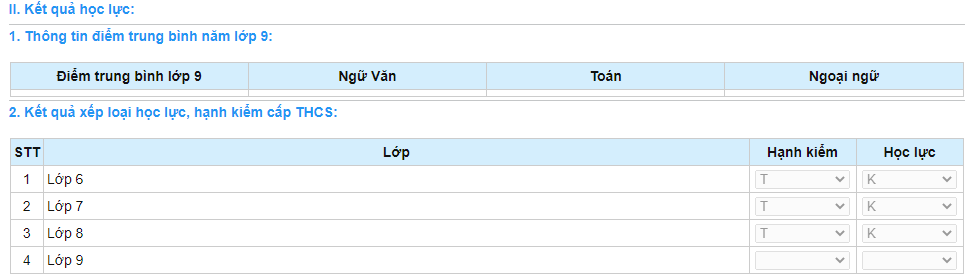 II. Kết quả học lực:
1. Thông tin điểm trung bình năm lớp 9:
Điểm trung bình lớp 9 Ngữ Văn Toán Ngoại ngữ
2. Kết quả xếp loại học lực, hạnh kiểm cấp THCS:
STT Lớp Hạnh kiểm Học lực
1 Lớp 6 T K
2 Lớp 7 T K
3 Lớp 8 T K
4 Lớp 9